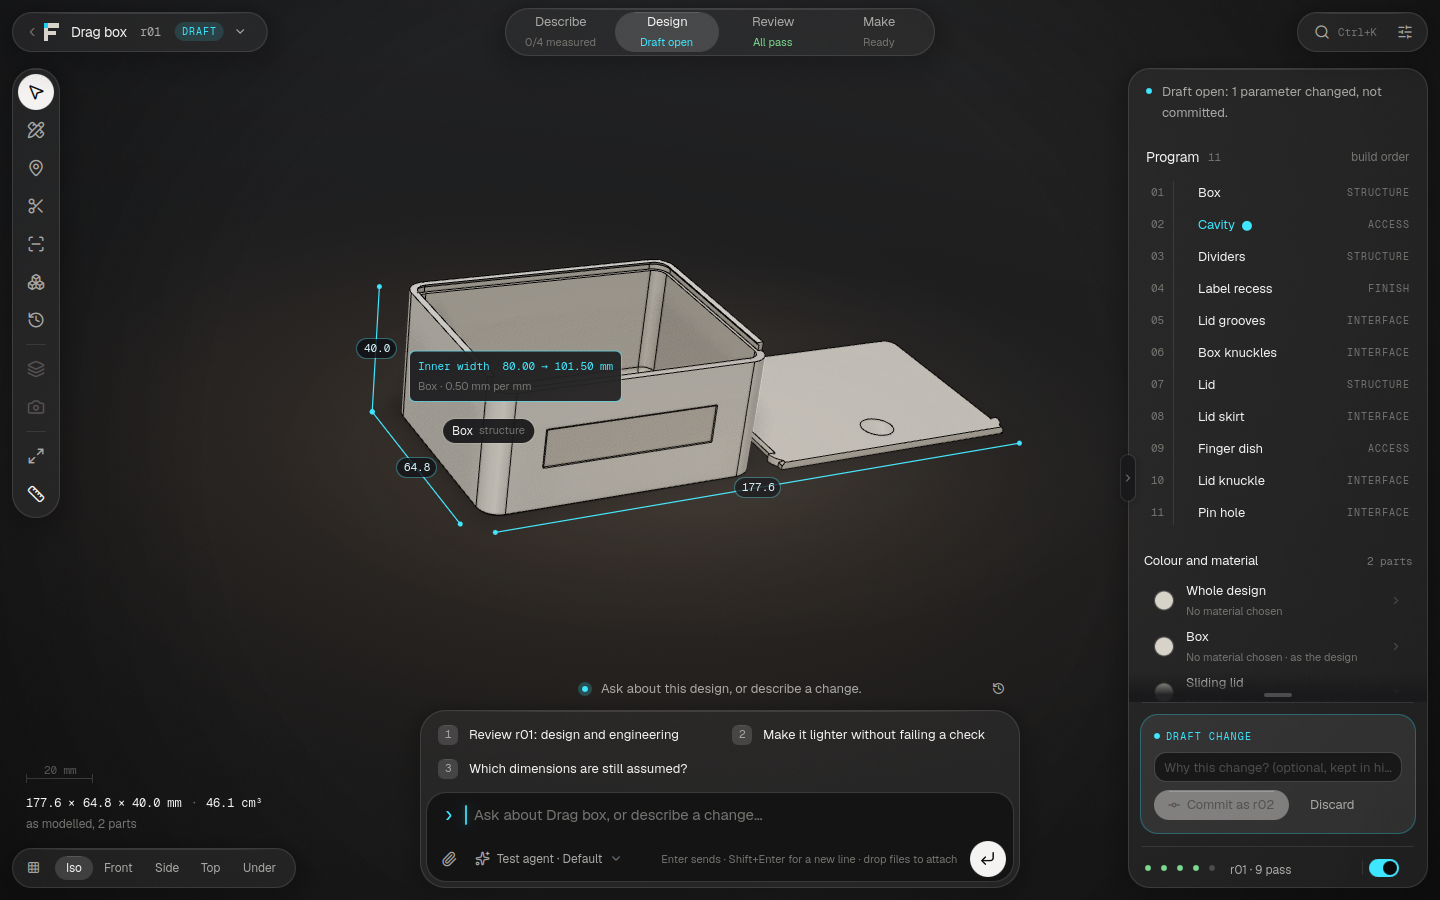 Drag box r01 DRAFT
Describe
0/4 measured
Design
Draft open
Review
All pass
Make
Ready
Ctrl+K
Draft open: 1 parameter changed, not
committed.
Program 11 build order
01 Box STRUCTURE
02 Cavity ACCESS
03 Dividers STRUCTURE
04 Label recess FINISH
05 Lid grooves INTERFACE
06 Box knuckles INTERFACE
07 Lid STRUCTURE
08 Lid skirt INTERFACE
09 Finger dish ACCESS
10 Lid knuckle INTERFACE
11 Pin hole INTERFACE
Colour and material 2 parts
Whole design
No material chosen
Box
No material chosen · as the design
Sliding lid
DRAFT CHANGE
Why this change? (optional, kept in hi...
Commit as r02 Discard
r01 · 9 pass
40.0
Inner width 80.00 → 101.50 mm
Box · 0.50 mm per mm
Box structure
64.8
177.6
Ask about this design, or describe a change.
1 Review r01: design and engineering
2 Make it lighter without failing a check
3 Which dimensions are still assumed?
Ask about Drag box, or describe a change...
Test agent · Default
Enter sends · Shift+Enter for a new line · drop files to attach
20 mm
177.6 × 64.8 × 40.0 mm · 46.1 cm³
as modelled, 2 parts
Iso Front Side Top Under